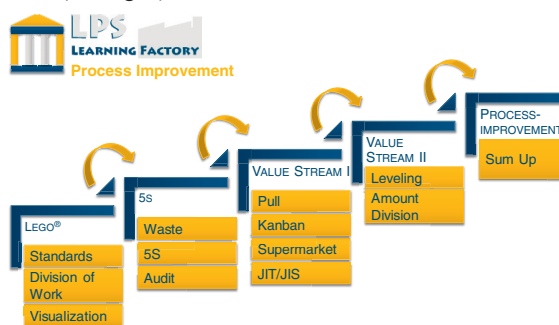 LPS
LEARNING FACTORY
Process Improvement
LEGO®
Standards
Division of
Work
Visualization
5S
Waste
5S
Audit
VALUE STREAM I
Pull
Kanban
Supermarket
JIT/JIS
VALUE
STREAM II
Leveling
Amount
Division
PROCESS-
IMPROVEMENT
Sum Up